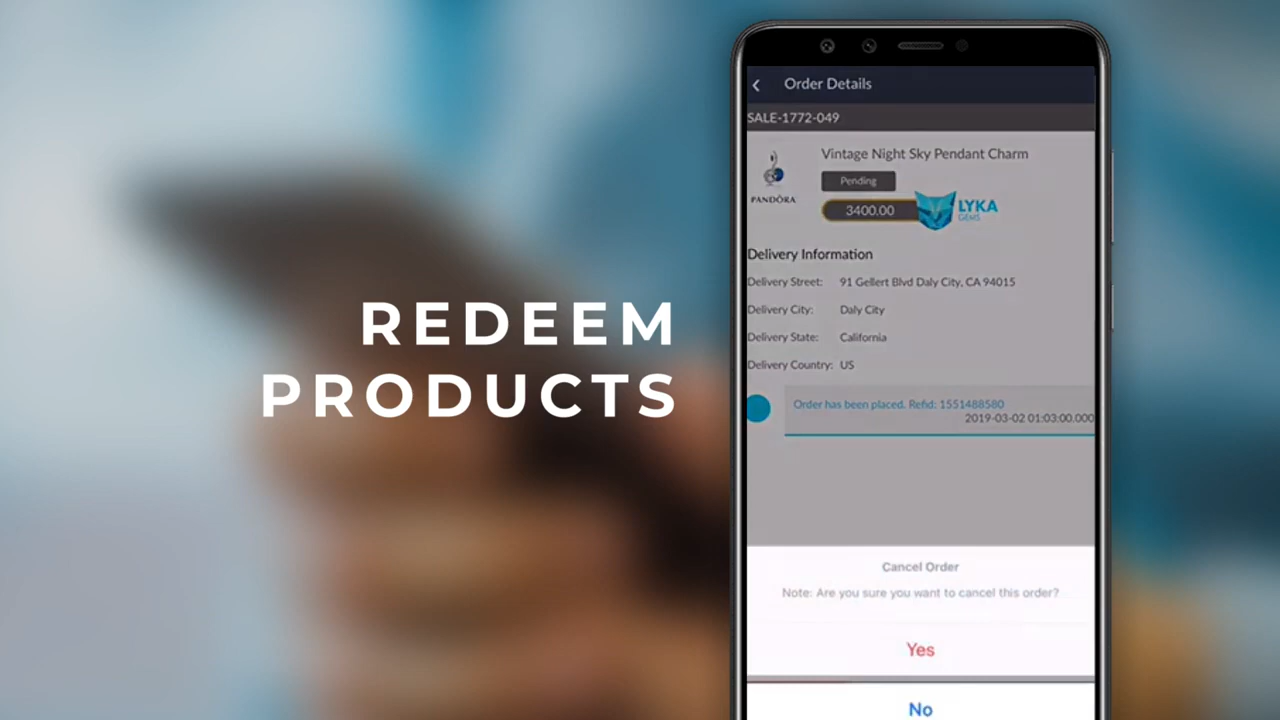 REDEEM
PRODUCTS
Order Details
SALE-1772-049
Vintage Night Sky Pendant Charm
Pending
PANDÖRA
3400.00
LYKA
GEMS
Delivery Information
Delivery Street: 91 Gellert Blvd Daly City, CA 94015
Delivery City: Daly City
Delivery State: California
Delivery Country: US
Order has been placed. Refid: 1551488580
2019-03-02 01:03:00.000
Cancel Order
Note: Are you sure you want to cancel this order?
Yes
No